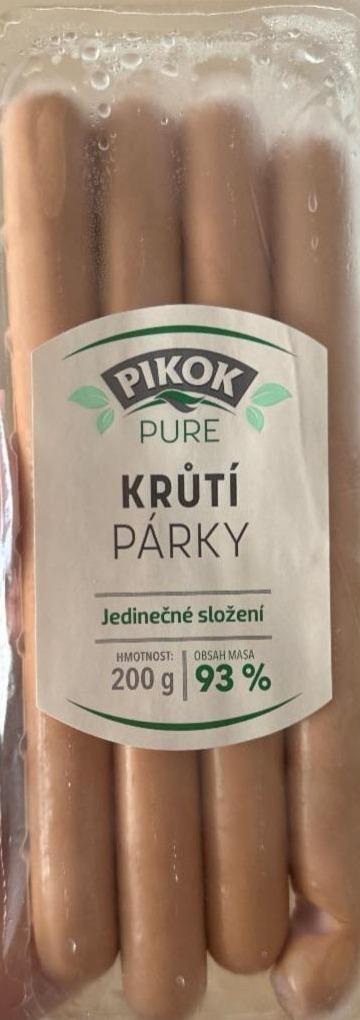 PIKOK
PURE
KRŮTÍ
PÁRKY
Jedinečné složení
HMOTNOST: OBSAH MASA
200 g 93 %